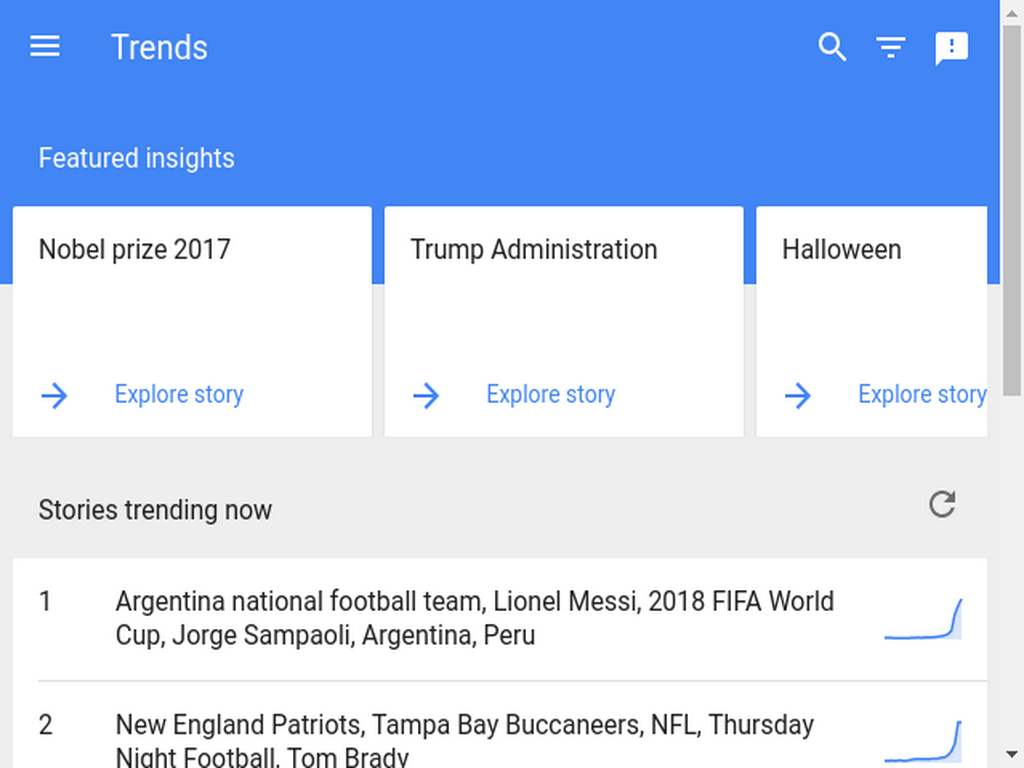 Trends
Featured insights
Nobel prize 2017
Trump Administration
Halloween
Explore story
Explore story
Explore story
Stories trending now
1
Argentina national football team, Lionel Messi, 2018 FIFA World
Cup, Jorge Sampaoli, Argentina, Peru
2
New England Patriots, Tampa Bay Buccaneers, NFL, Thursday
Night Football, Tom Brady